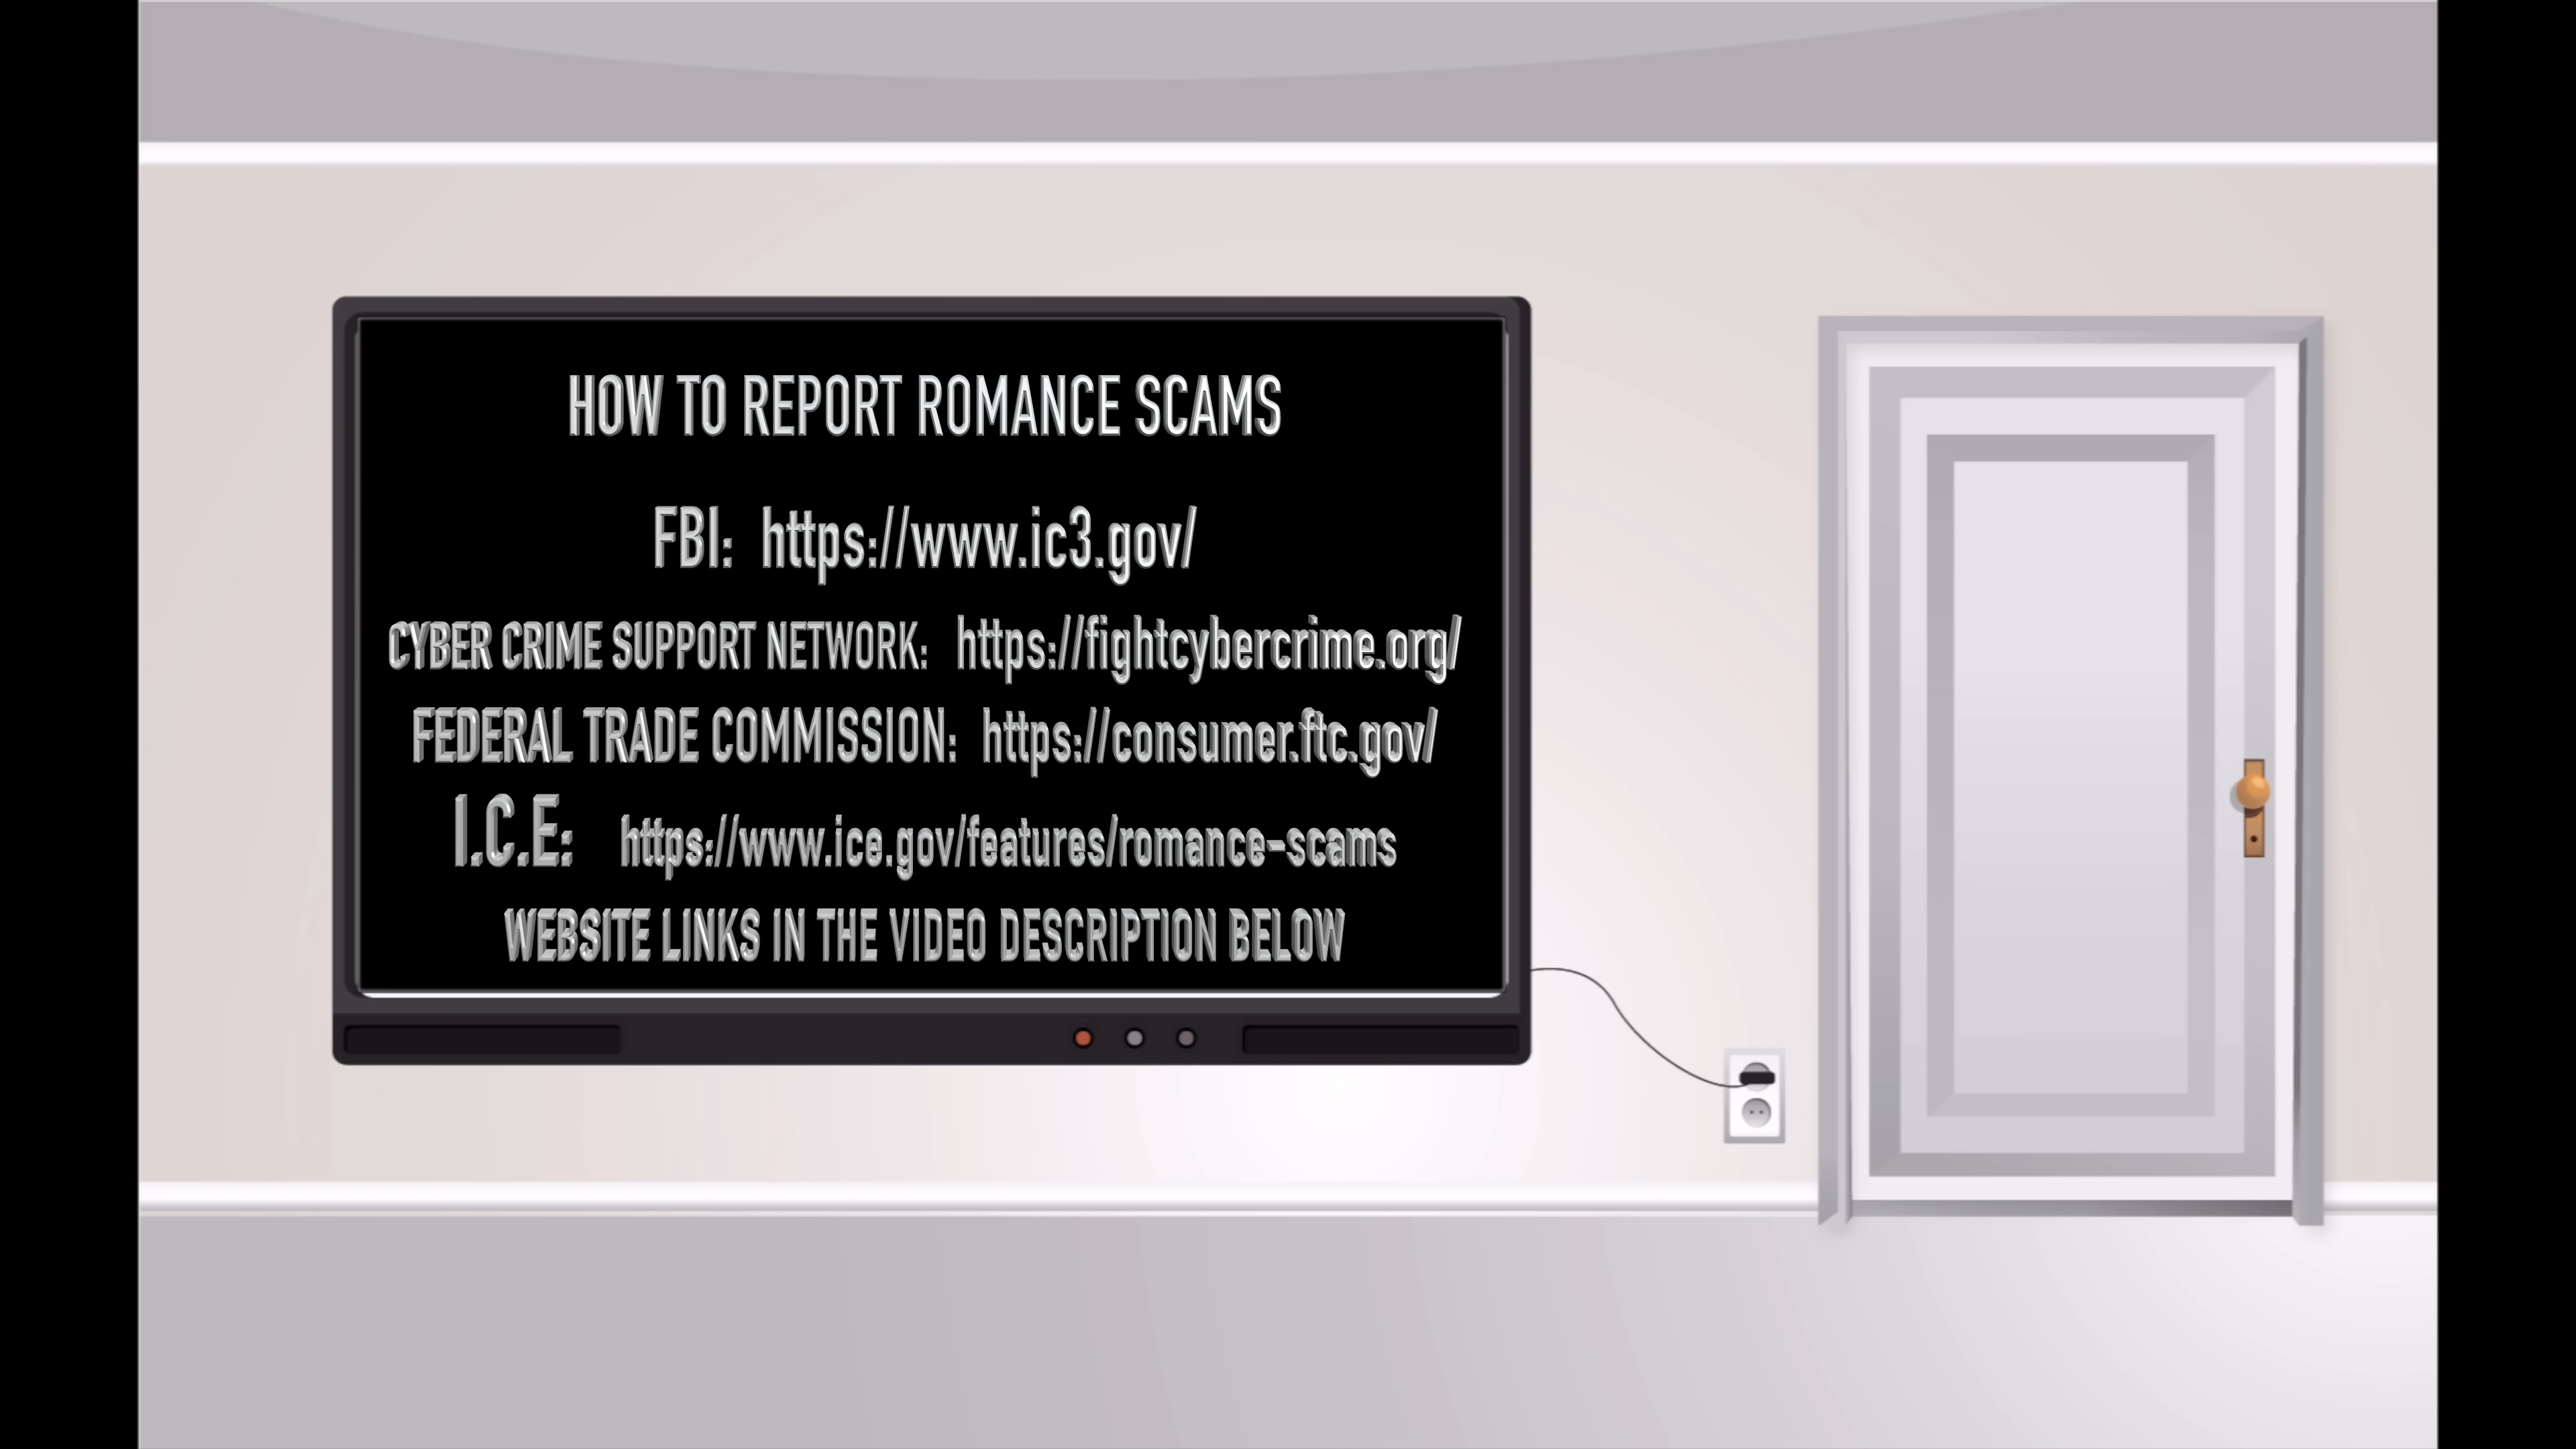 HOW TO REPORT ROMANCE SCAMS
FBI: https://www.ic3.gov/
CYBER CRIME SUPPORT NETWORK: https://fightcybercrime.org/
FEDERAL TRADE COMMISSION: https://consumer.ftc.gov/
I.C.E: https://www.ice.gov/features/romance-scams
WEBSITE LINKS IN THE VIDEO DESCRIPTION BELOW